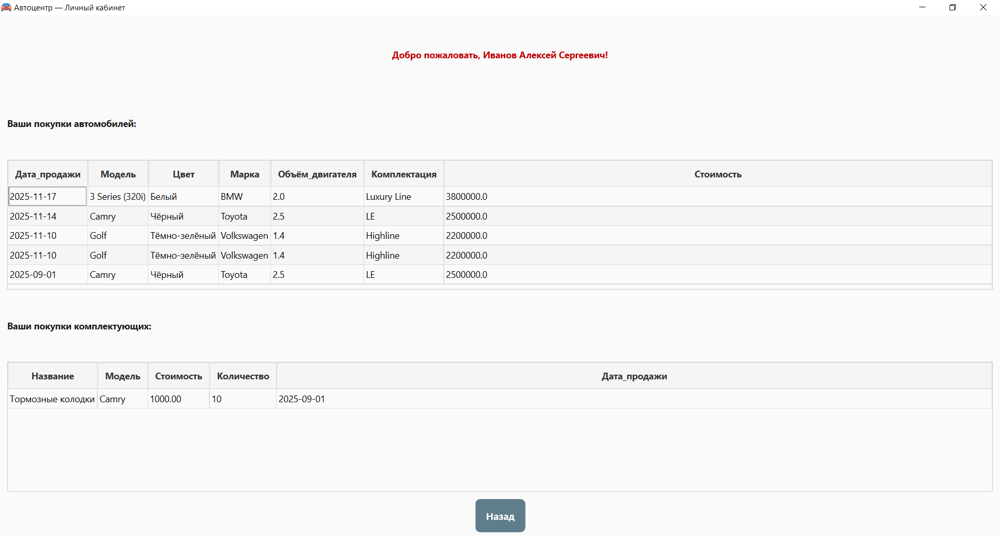 Автоцентр — Личный кабинет
Добро пожаловать, Иванов Алексей Сергеевич!
Ваши покупки автомобилей:
Дата_продажи Модель Цвет Марка Объём_двигателя Комплектация Стоимость
2025-11-17 3 Series (320i) Белый BMW 2.0 Luxury Line 3800000.0
2025-11-14 Camry Чёрный Toyota 2.5 LE 2500000.0
2025-11-10 Golf Тёмно-зелёный Volkswagen 1.4 Highline 2200000.0
2025-11-10 Golf Тёмно-зелёный Volkswagen 1.4 Highline 2200000.0
2025-09-01 Camry Чёрный Toyota 2.5 LE 2500000.0
Ваши покупки комплектующих:
Название Модель Стоимость Количество Дата_продажи
Тормозные колодки Camry 1000.00 10 2025-09-01
Назад